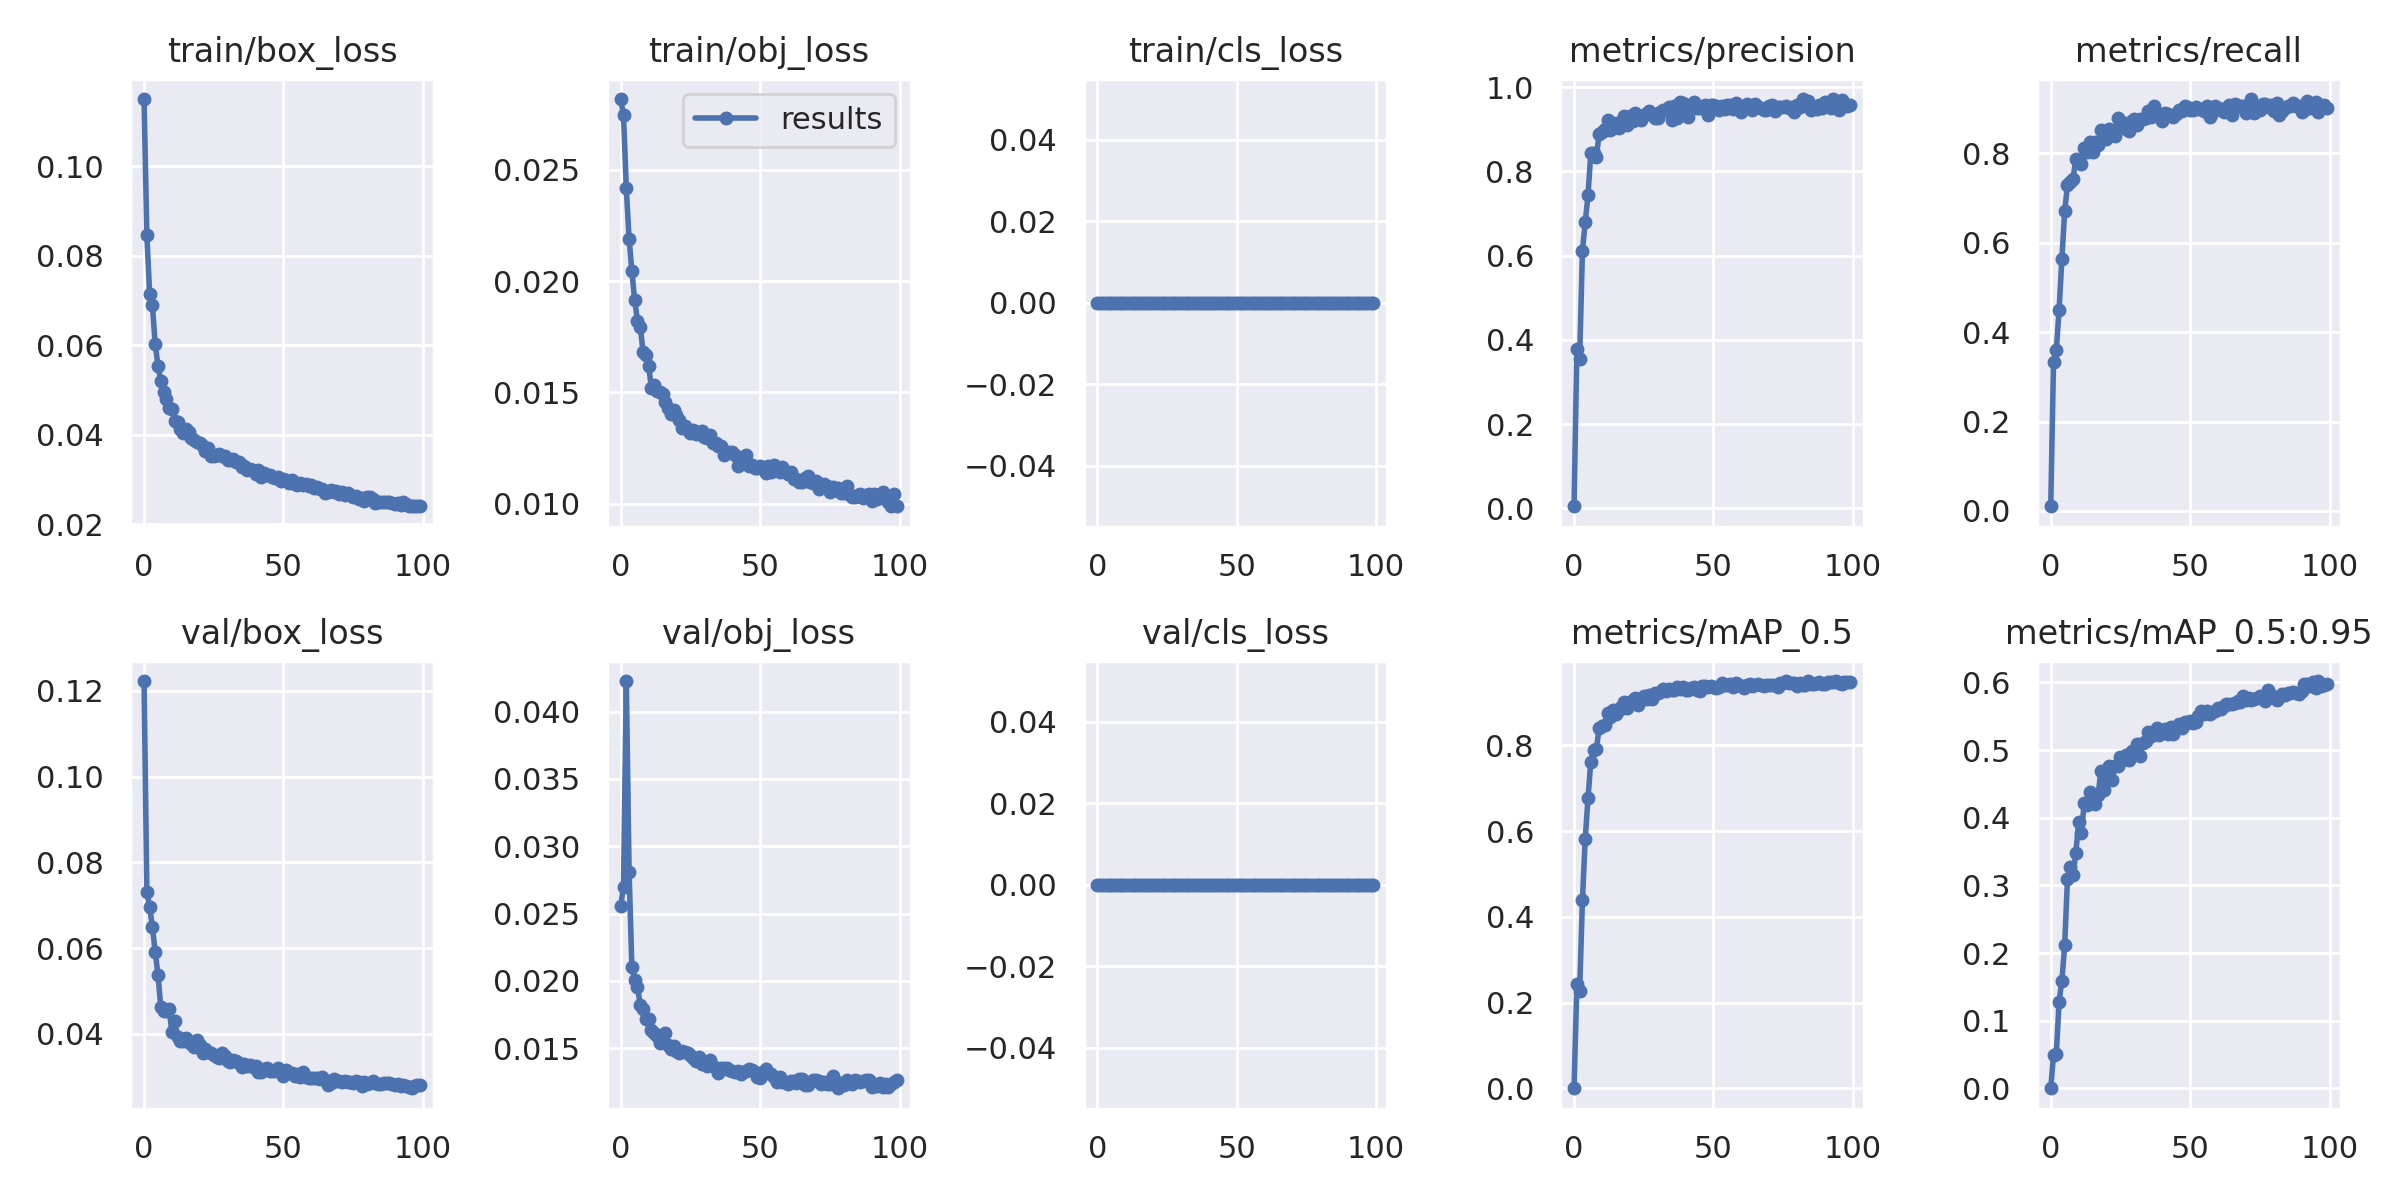 train/box_loss
0.10
0.08
0.06
0.04
0.02
0 50 100
train/obj_loss
results
0.025
0.020
0.015
0.010
0 50 100
train/cls_loss
0.04
0.02
0.00
−0.02
−0.04
0 50 100
metrics/precision
1.0
0.8
0.6
0.4
0.2
0.0
0 50 100
metrics/recall
0.8
0.6
0.4
0.2
0.0
0 50 100
val/box_loss
0.12
0.10
0.08
0.06
0.04
0 50 100
val/obj_loss
0.040
0.035
0.030
0.025
0.020
0.015
0 50 100
val/cls_loss
0.04
0.02
0.00
−0.02
−0.04
0 50 100
metrics/mAP_0.5
0.8
0.6
0.4
0.2
0.0
0 50 100
metrics/mAP_0.5:0.95
0.6
0.5
0.4
0.3
0.2
0.1
0.0
0 50 100